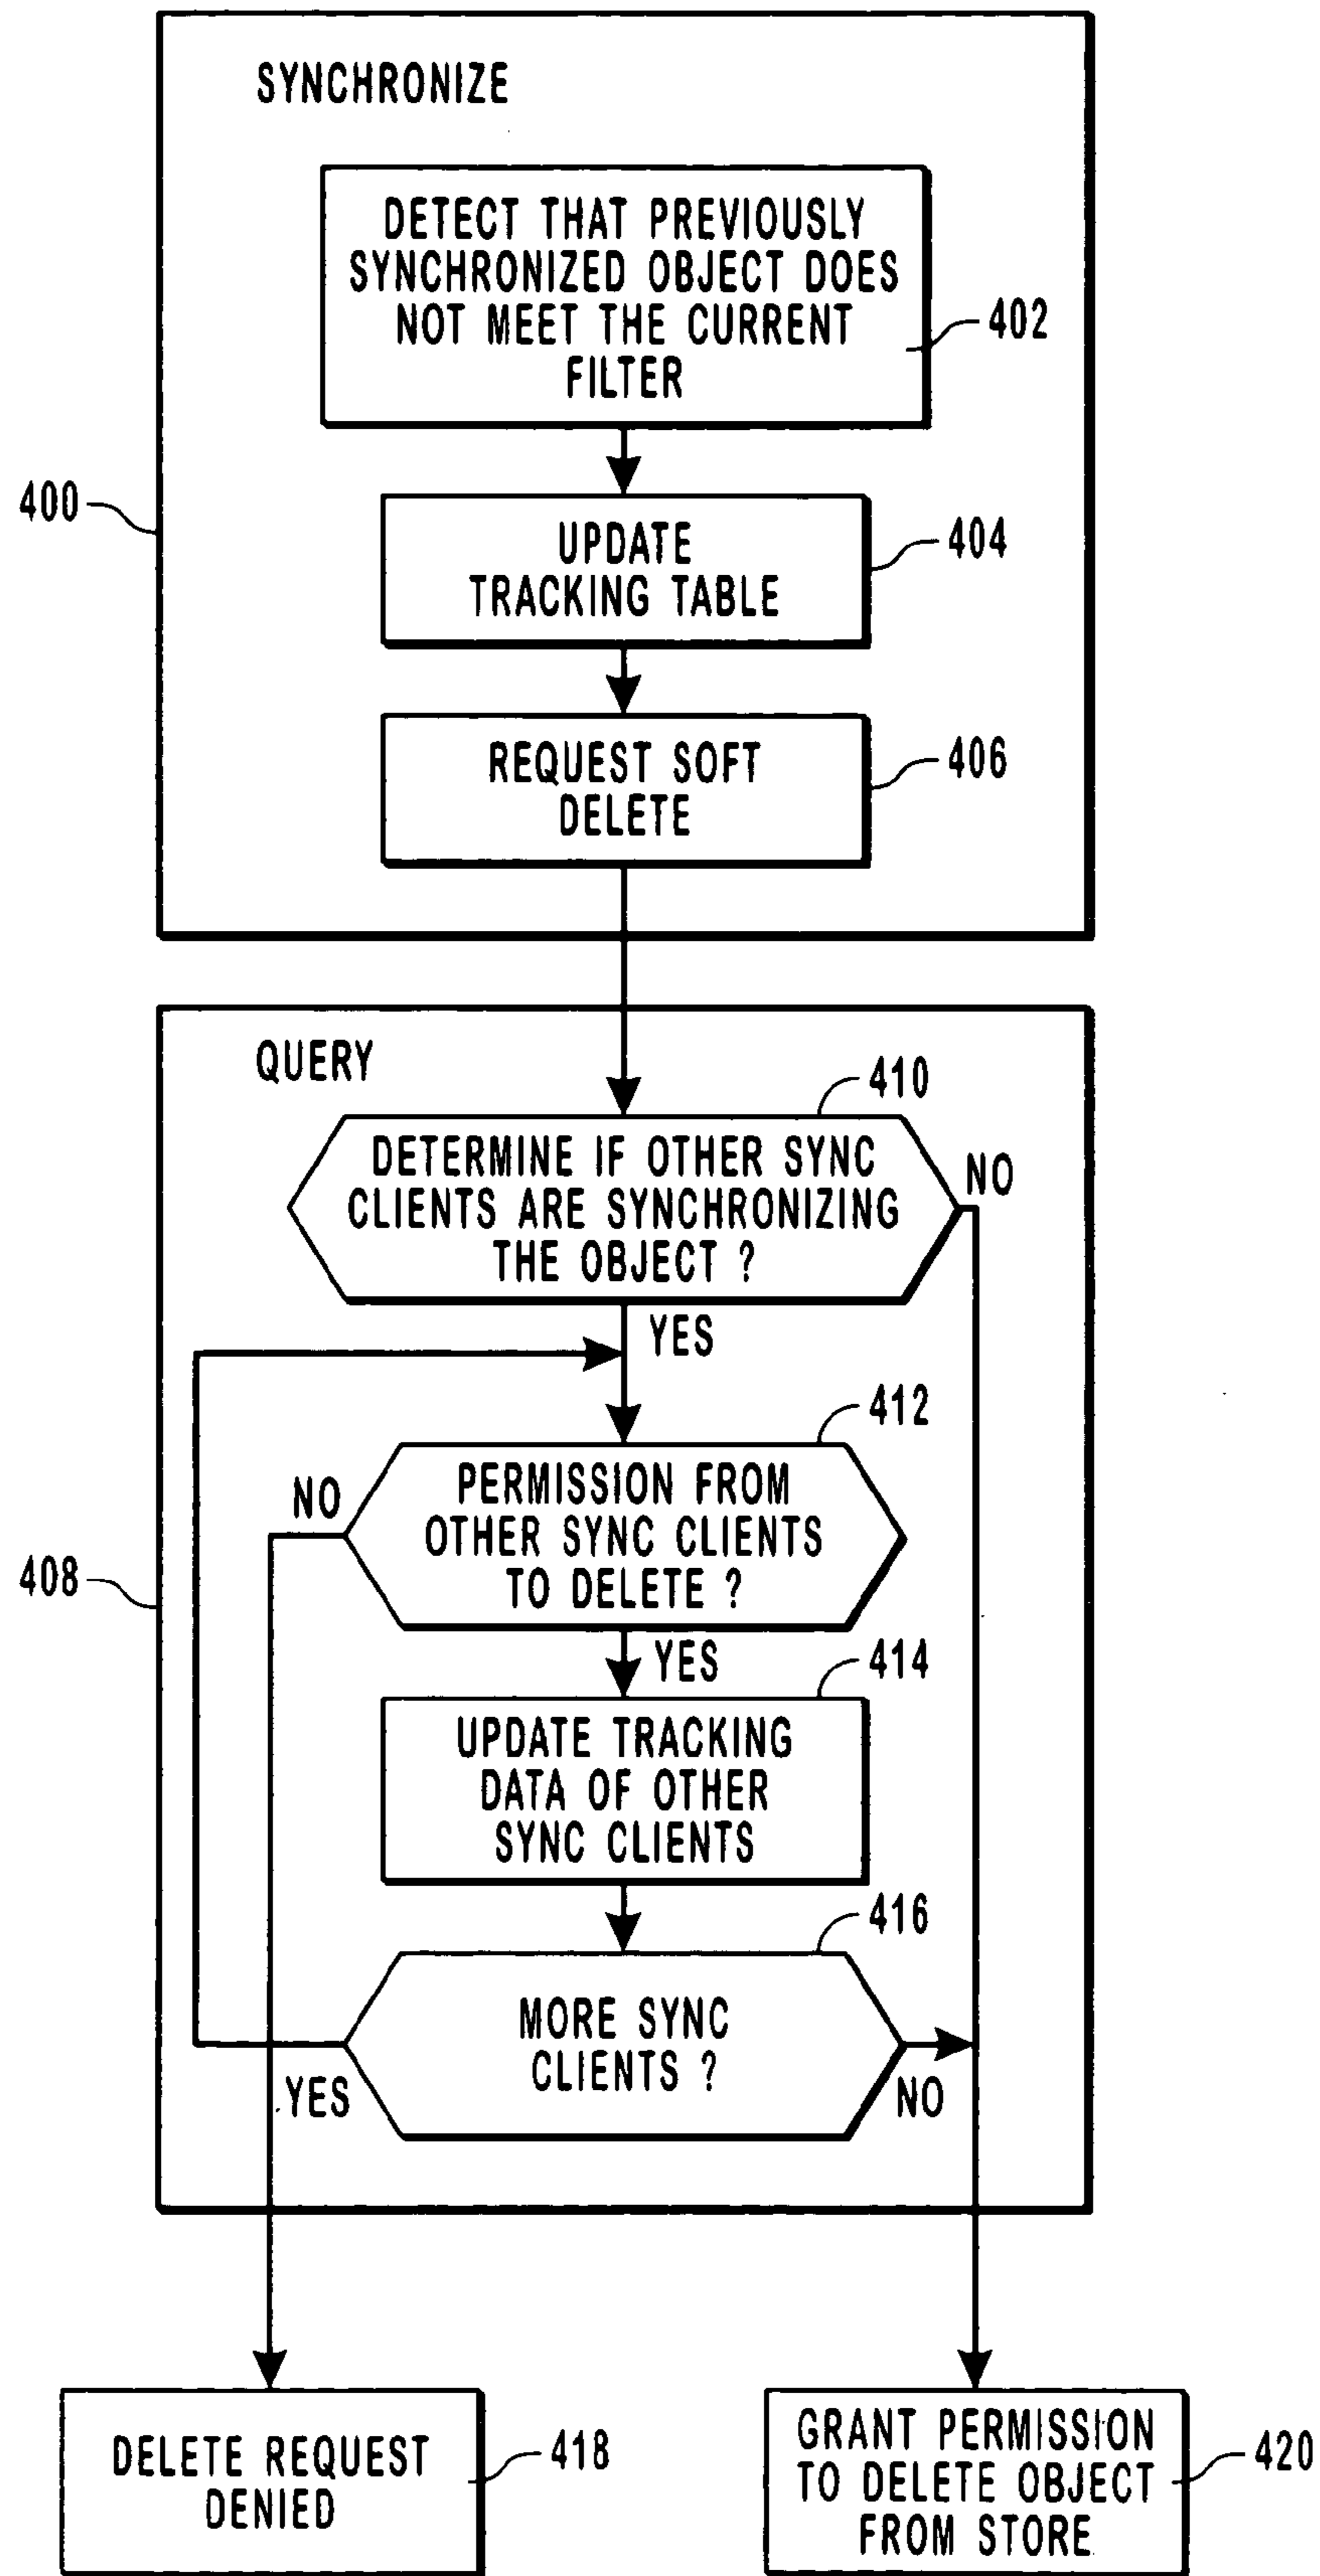 SYNCHRONIZE
DETECT THAT PREVIOUSLY
SYNCHRONIZED OBJECT DOES
NOT MEET THE CURRENT
FILTER
402
400
UPDATE
TRACKING TABLE
404
REQUEST SOFT
DELETE
406
QUERY
410
DETERMINE IF OTHER SYNC
CLIENTS ARE SYNCHRONIZING
THE OBJECT ?
NO
YES
412
NO
PERMISSION FROM
OTHER SYNC CLIENTS
TO DELETE ?
408
YES
414
UPDATE TRACKING
DATA OF OTHER
SYNC CLIENTS
416
MORE SYNC
CLIENTS ?
YES
NO
DELETE REQUEST
DENIED
418
GRANT PERMISSION
TO DELETE OBJECT
FROM STORE
420